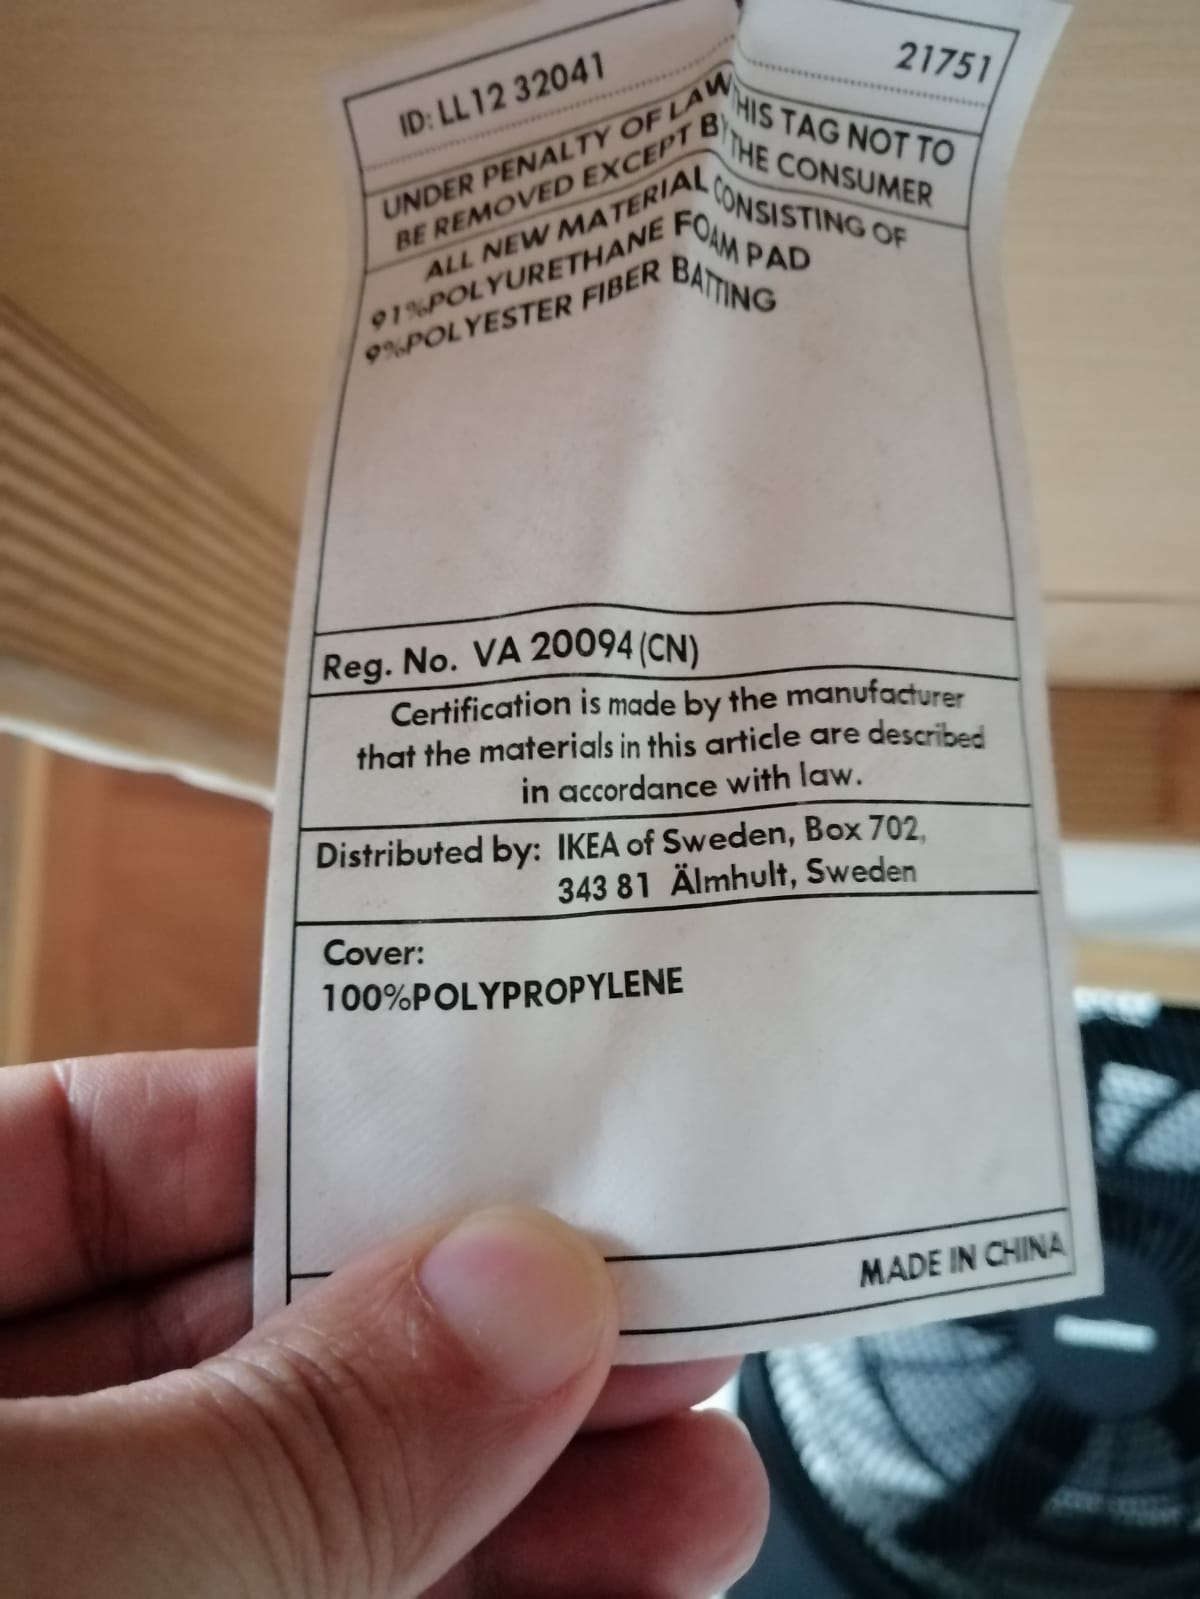 ID: LL12 32041 21751
UNDER PENALTY OF LAW THIS TAG NOT TO
BE REMOVED EXCEPT BY THE CONSUMER
ALL NEW MATERIAL CONSISTING OF
91%POLYURETHANE FOAM PAD
9%POLYESTER FIBER BATTING
Reg. No. VA 20094(CN)
Certification is made by the manufacturer
that the materials in this article are described
in accordance with law.
Distributed by: IKEA of Sweden, Box 702,
343 81 Älmhult, Sweden
Cover:
100%POLYPROPYLENE
MADE IN CHINA